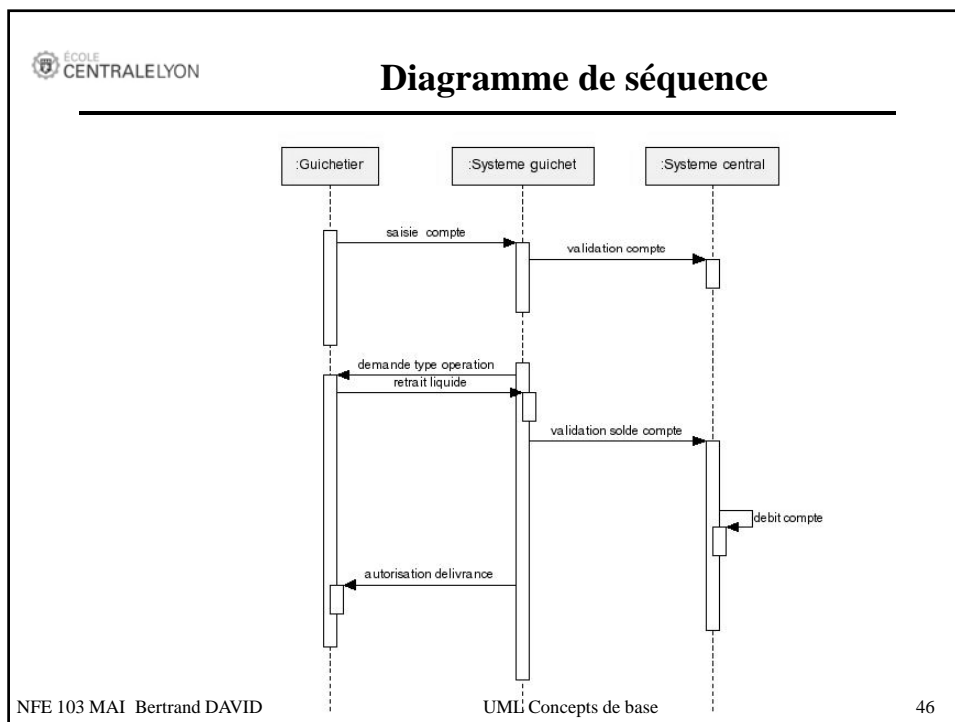 ÉCOLE
CENTRALELYON
Diagramme de séquence
:Guichetier
:Systeme guichet
:Systeme central
saisie compte
validation compte
demande type operation
retrait liquide
validation solde compte
debit compte
autorisation delivrance
NFE 103 MAI Bertrand DAVID
UML Concepts de base
46